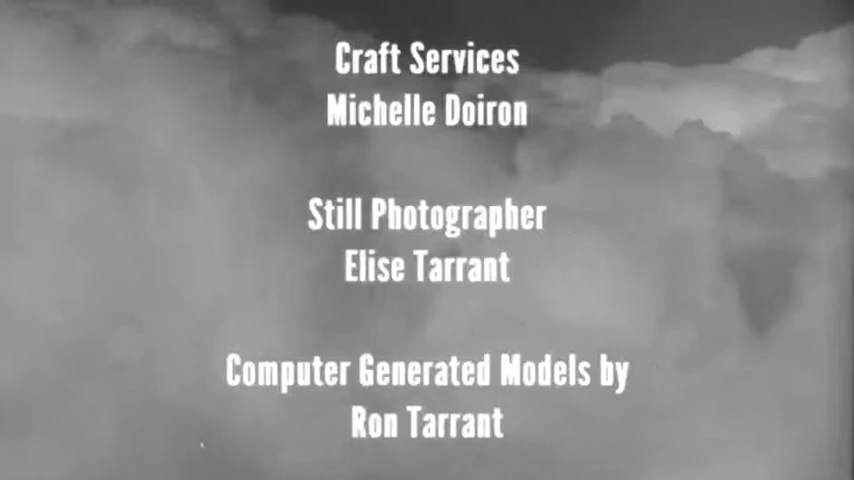 Craft Services
Michelle Doiron
Still Photographer
Elise Tarrant
Computer Generated Models by
Ron Tarrant